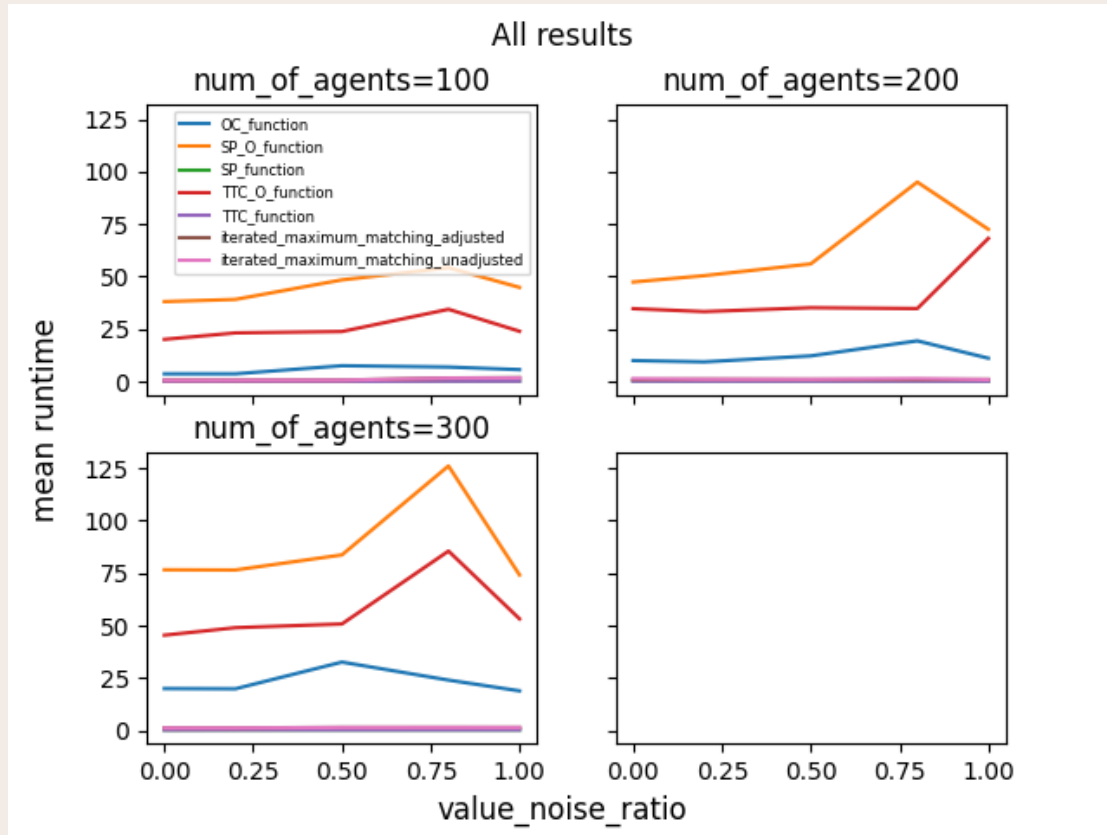 All results
num_of_agents=100
num_of_agents=200
125
100
75
50
25
0
OC_function
SP_O_function
SP_function
TTC_O_function
TTC_function
iterated_maximum_matching_adjusted
iterated_maximum_matching_unadjusted
mean runtime
num_of_agents=300
125
100
75
50
25
0
0.00 0.25 0.50 0.75 1.00
0.00 0.25 0.50 0.75 1.00
value_noise_ratio